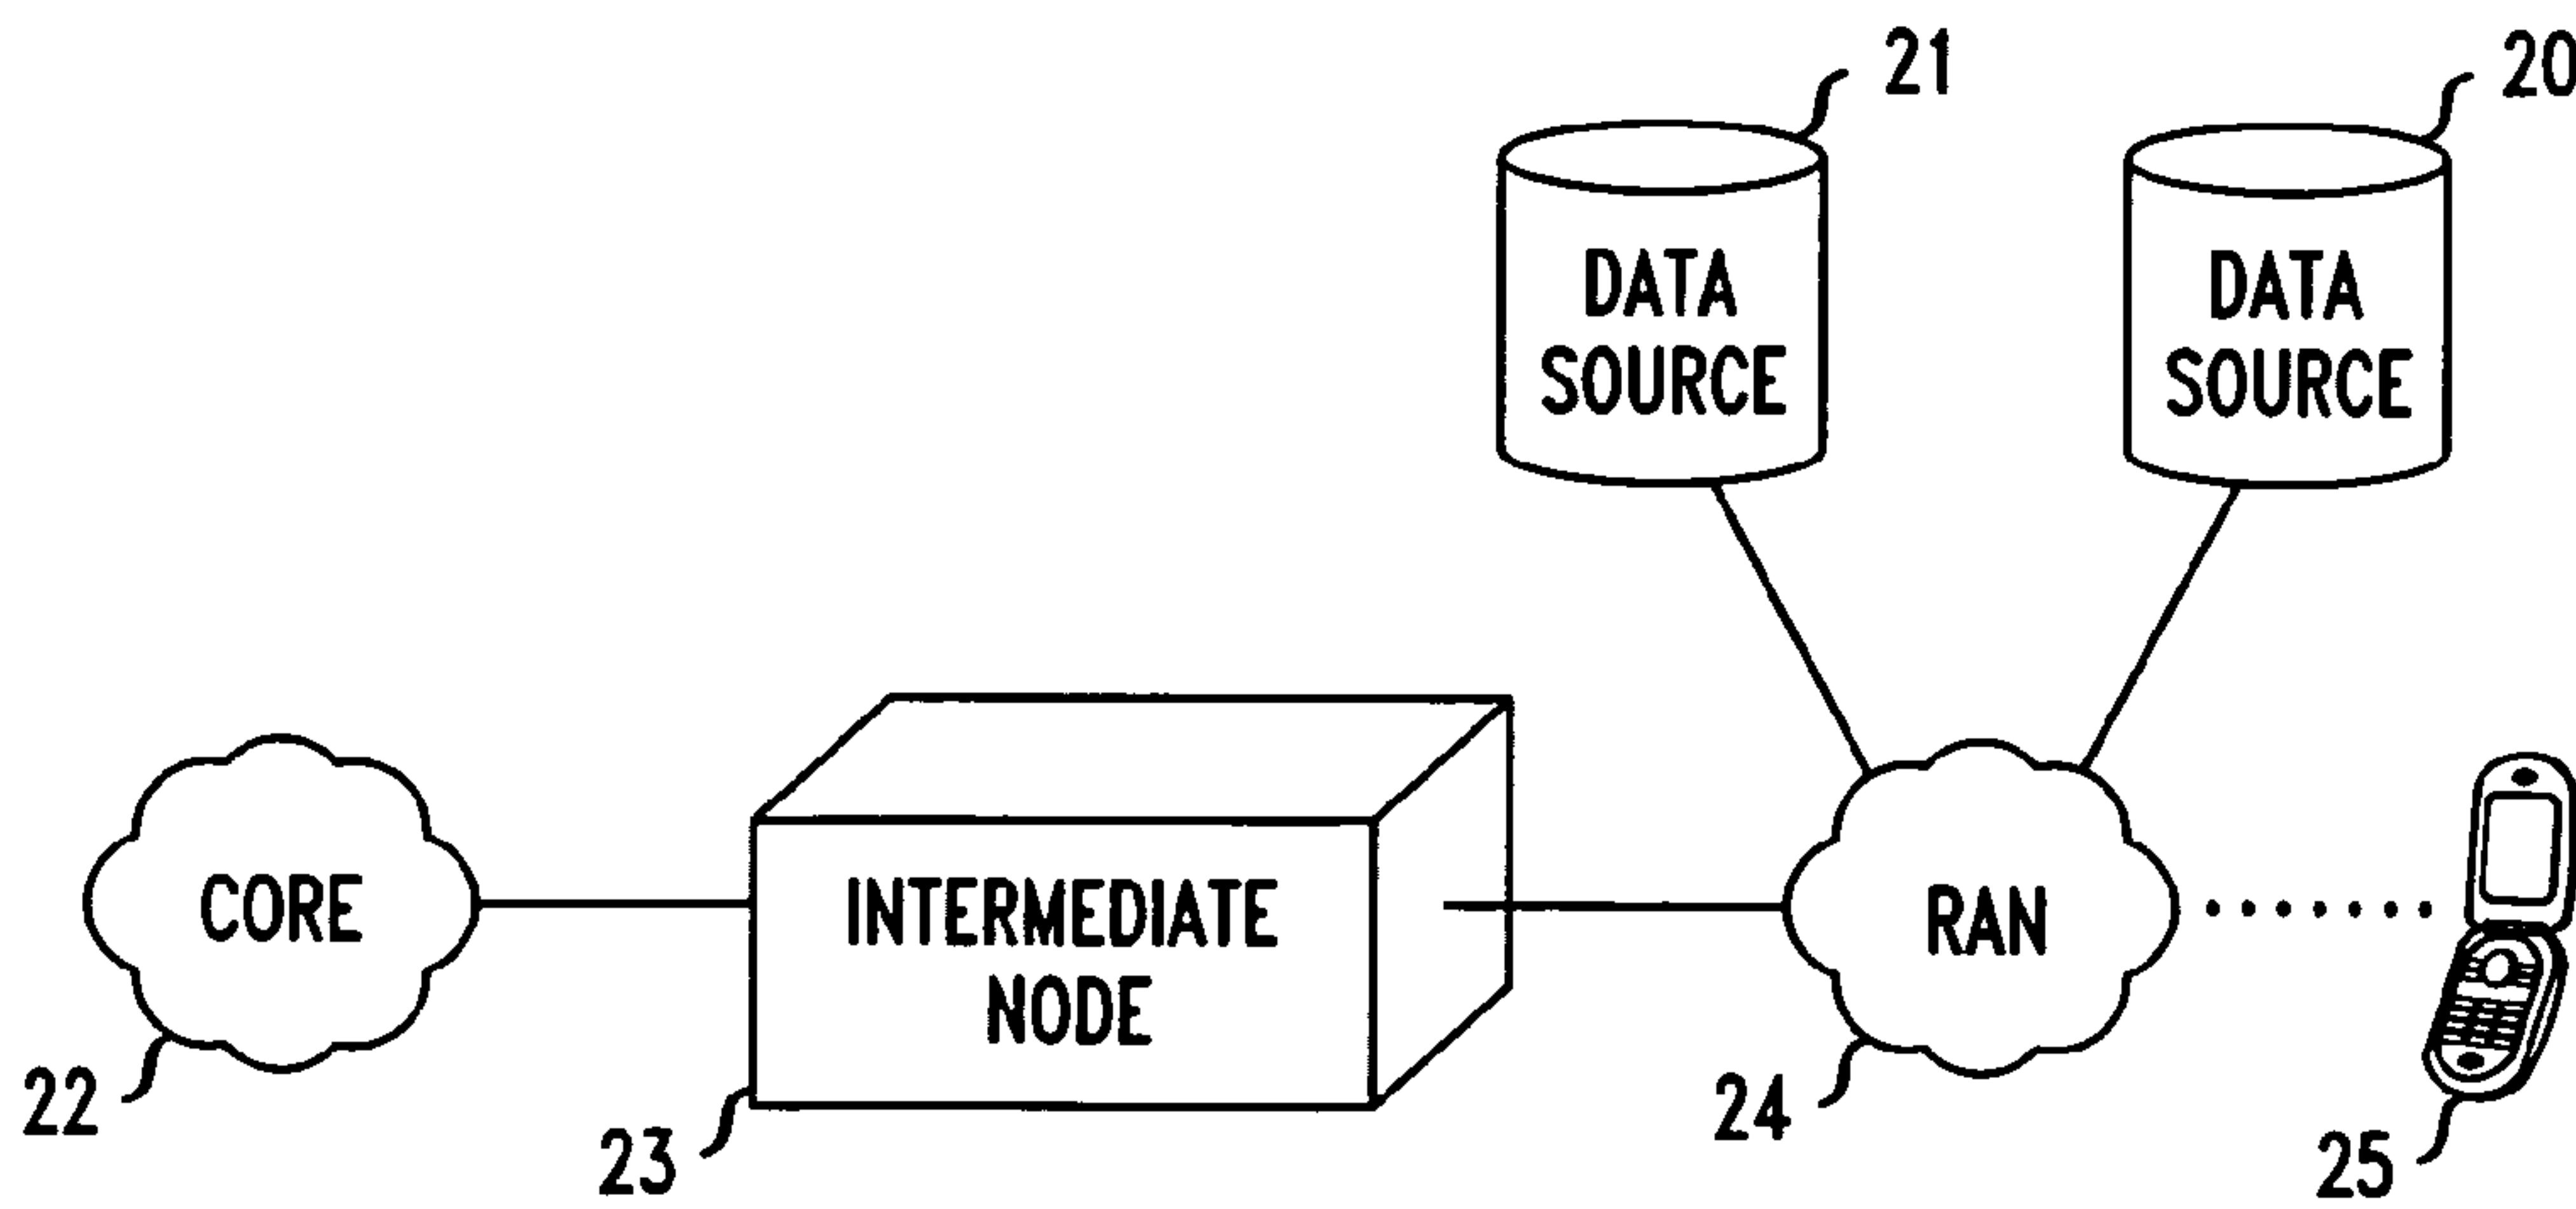 21
20
DATA
SOURCE
DATA
SOURCE
CORE
INTERMEDIATE
NODE
RAN
22
23
24
25